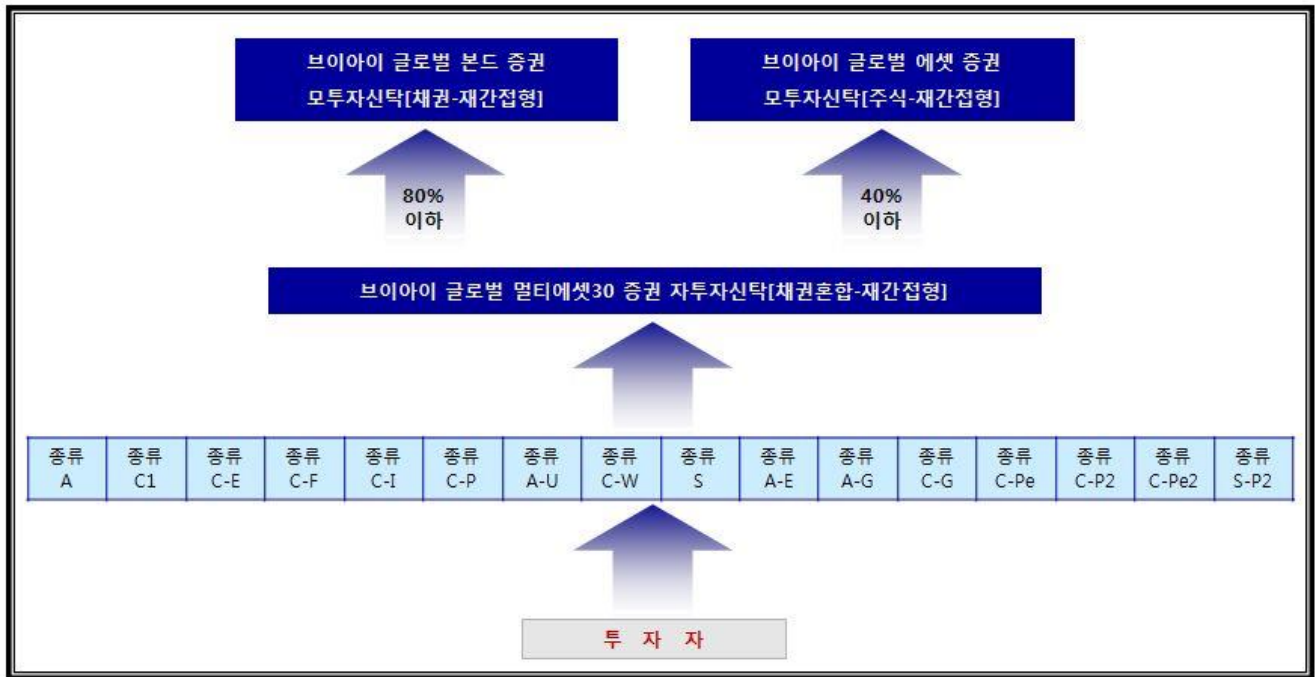 브이아이 글로벌 본드 증권
모투자신탁[채권-재간접형]
브이아이 글로벌 에셋 증권
모투자신탁[주식-재간접형]
80%
이하
40%
이하
브이아이 글로벌 멀티에셋30 증권 자투자신탁[채권혼합-재간접형]
종류
A
종류
C1
종류
C-E
종류
C-F
종류
C-I
종류
C-P
종류
A-U
종류
C-W
종류
S
종류
A-E
종류
A-G
종류
C-G
종류
C-Pe
종류
C-P2
종류
C-Pe2
종류
S-P2
투 자 자